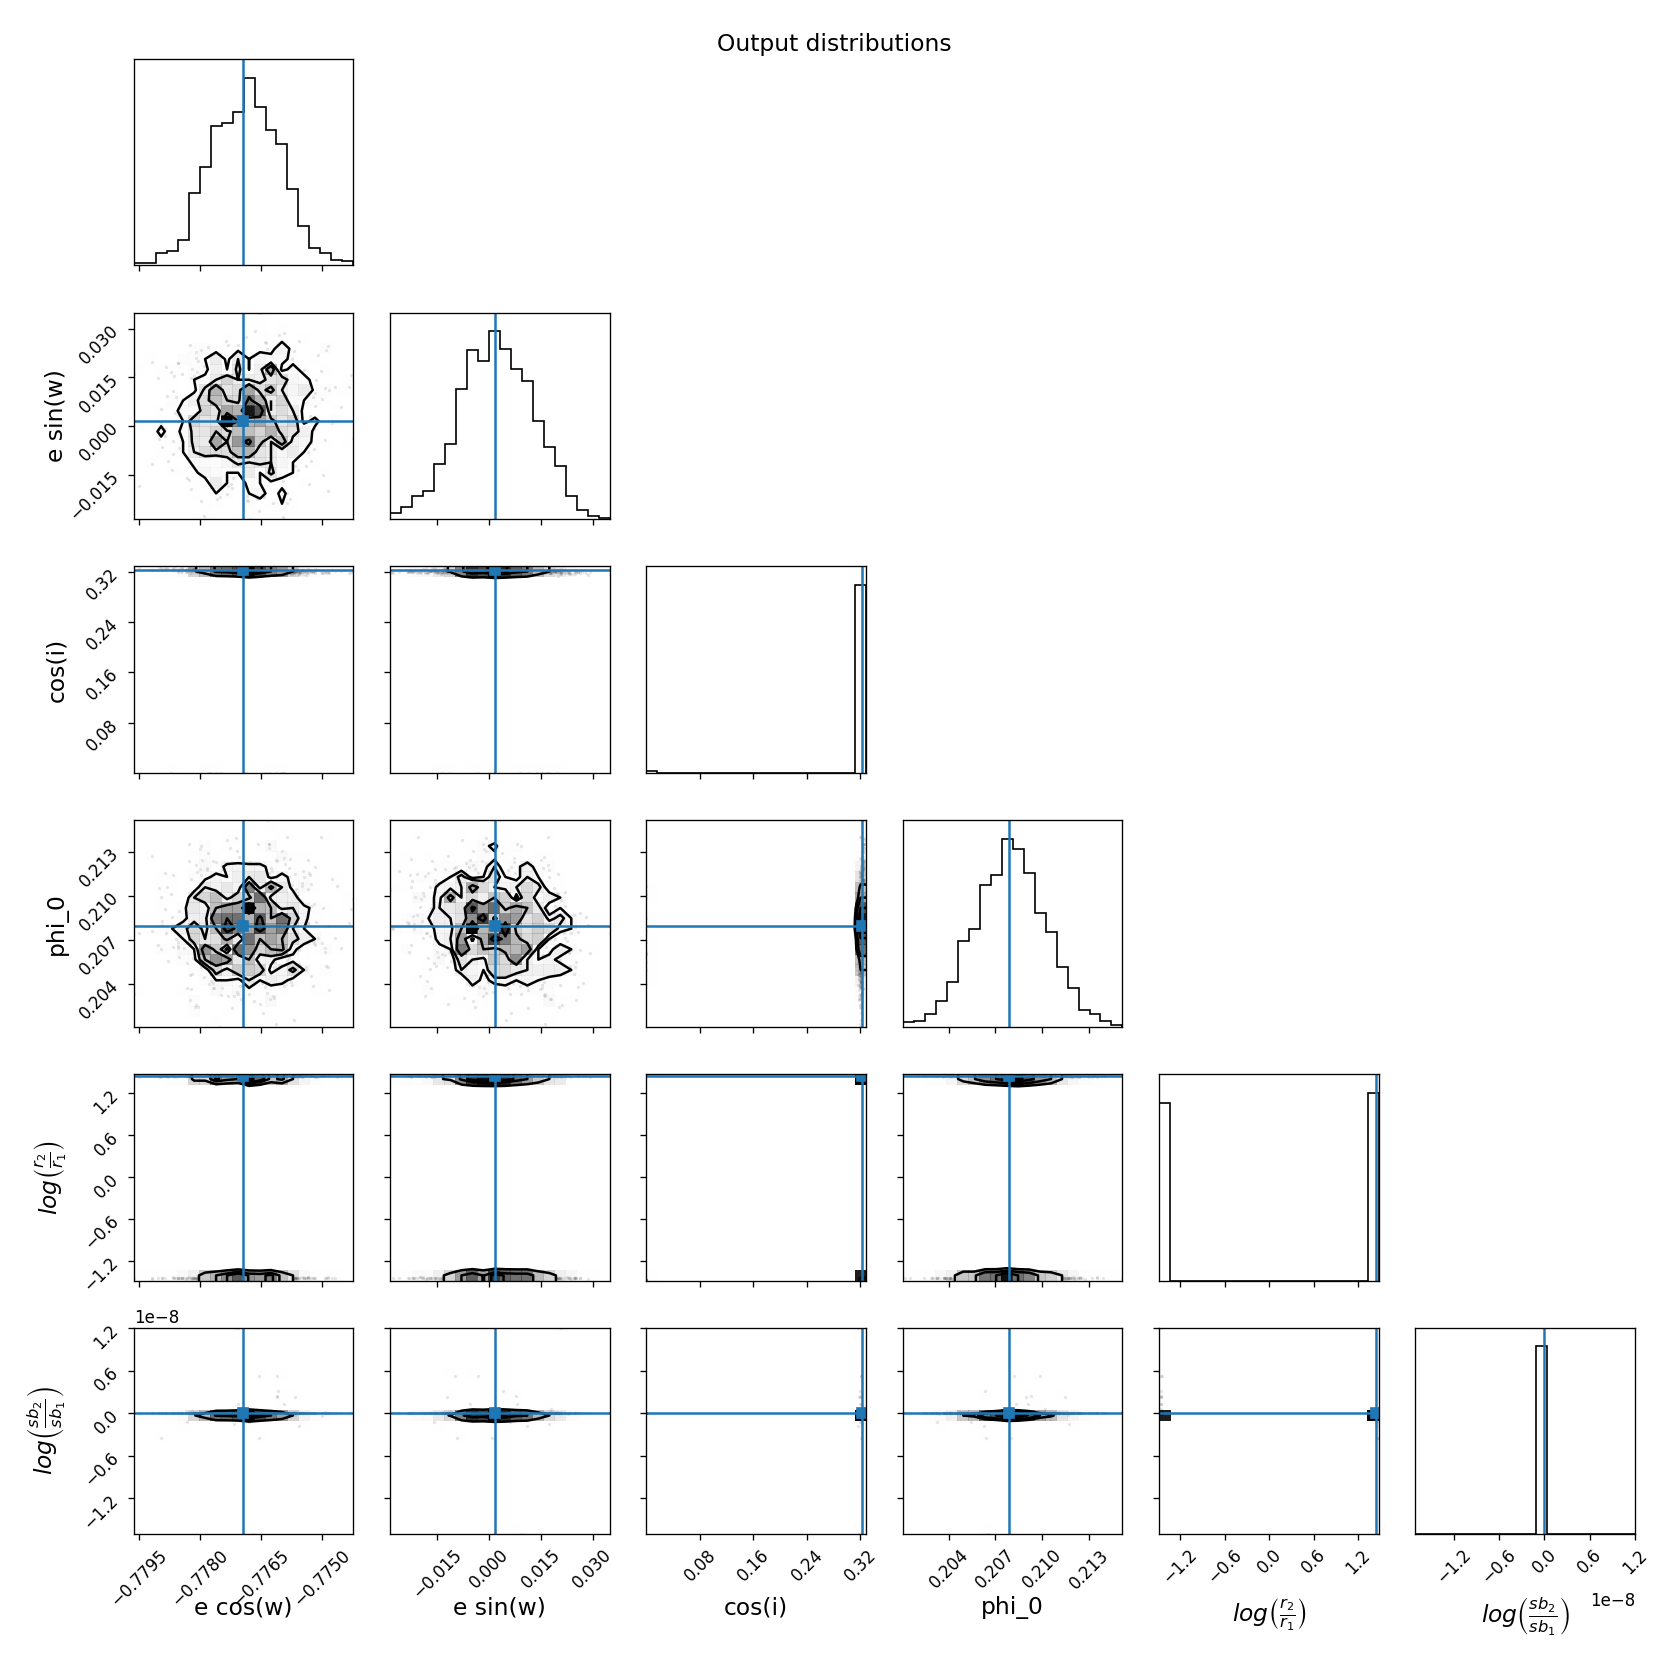 Output distributions
e sin(w)
0.030
0.015
0.000
−0.015
cos(i)
0.32
0.24
0.16
0.08
phi_0
0.213
0.210
0.207
0.204
log(r₂/r₁)
1.2
0.6
0.0
−0.6
−1.2
1e−8
log(sb₂/sb₁)
1.2
0.6
0.0
−0.6
−1.2
−0.7795 −0.7780 −0.7765 −0.7750
−0.015 0.000 0.015 0.030
0.08 0.16 0.24 0.32
0.204 0.207 0.210 0.213
−1.2 −0.6 0.0 0.6 1.2
−1.2 −0.6 0.0 0.6 1.2
1e−8
e cos(w)
e sin(w)
cos(i)
phi_0
log(r₂/r₁)
log(sb₂/sb₁)